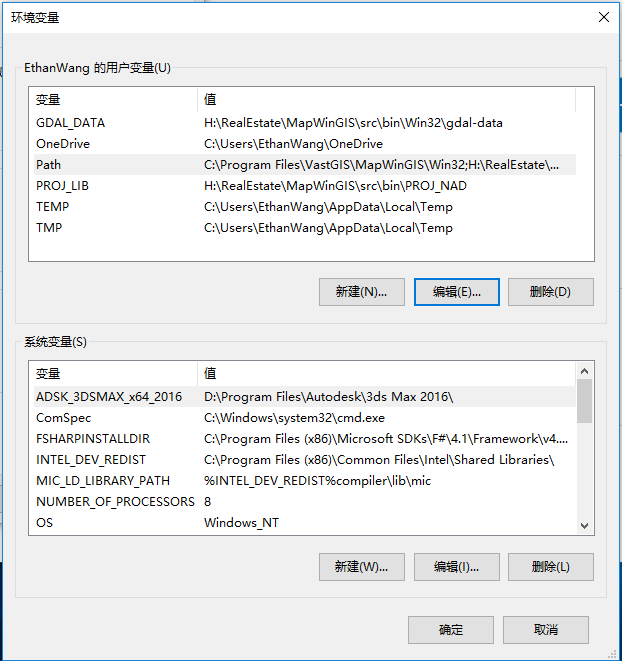 环境变量
EthanWang 的用户变量(U)
变量 值
GDAL_DATA H:\RealEstate\MapWinGIS\src\bin\Win32\gdal-data
OneDrive C:\Users\EthanWang\OneDrive
Path C:\Program Files\VastGIS\MapWinGIS\Win32;H:\RealEstate\...
PROJ_LIB H:\RealEstate\MapWinGIS\src\bin\PROJ_NAD
TEMP C:\Users\EthanWang\AppData\Local\Temp
TMP C:\Users\EthanWang\AppData\Local\Temp
新建(N)... 编辑(E)... 删除(D)
系统变量(S)
变量 值
ADSK_3DSMAX_x64_2016 D:\Program Files\Autodesk\3ds Max 2016\
ComSpec C:\Windows\system32\cmd.exe
FSHARPINSTALLDIR C:\Program Files (x86)\Microsoft SDKs\F#\4.1\Framework\v4....
INTEL_DEV_REDIST C:\Program Files (x86)\Common Files\Intel\Shared Libraries\
MIC_LD_LIBRARY_PATH %INTEL_DEV_REDIST%compiler\lib\mic
NUMBER_OF_PROCESSORS 8
OS Windows_NT
新建(W)... 编辑(I)... 删除(L)
确定 取消